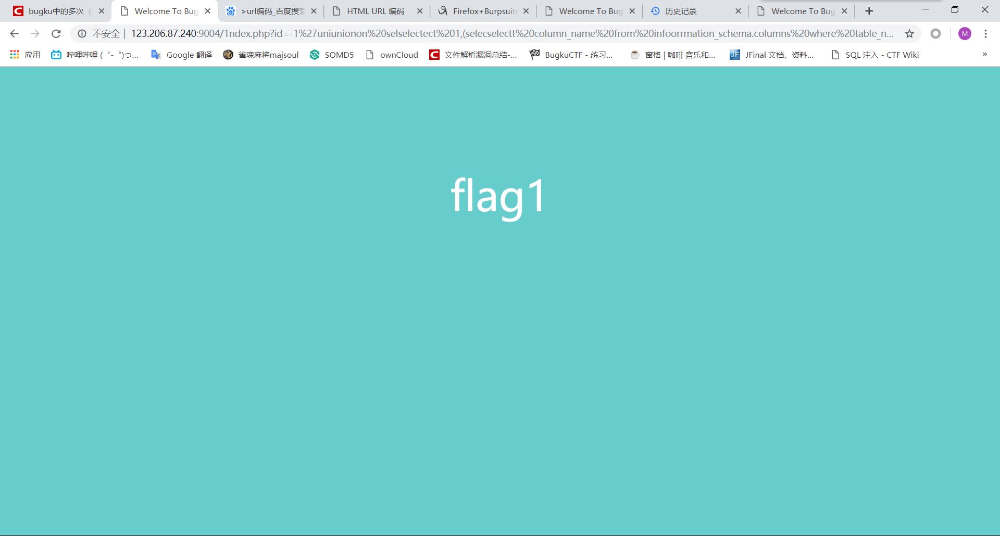 bugku中的多次
Welcome To Bug
>url编码_百度搜索
HTML URL 编码
Firefox+Burpsuite
Welcome To Bug
历史记录
Welcome To Bug
不安全 | 123.206.87.240:9004/1ndex.php?id=-1%27uniunionon%20selselectect%201,(selecselectt%20column_name%20from%20infoorrmation_schema.columns%20where%20table_n...
M
应用
哔哩哔哩 ( ゜- ゜)つ...
Google 翻译
雀魂麻将majsoul
SOMD5
ownCloud
文件解析漏洞总结-...
BugkuCTF - 练习...
窗格 | 咖啡 音乐和...
JFinal 文档、资料...
SQL 注入 - CTF Wiki
»
flag1